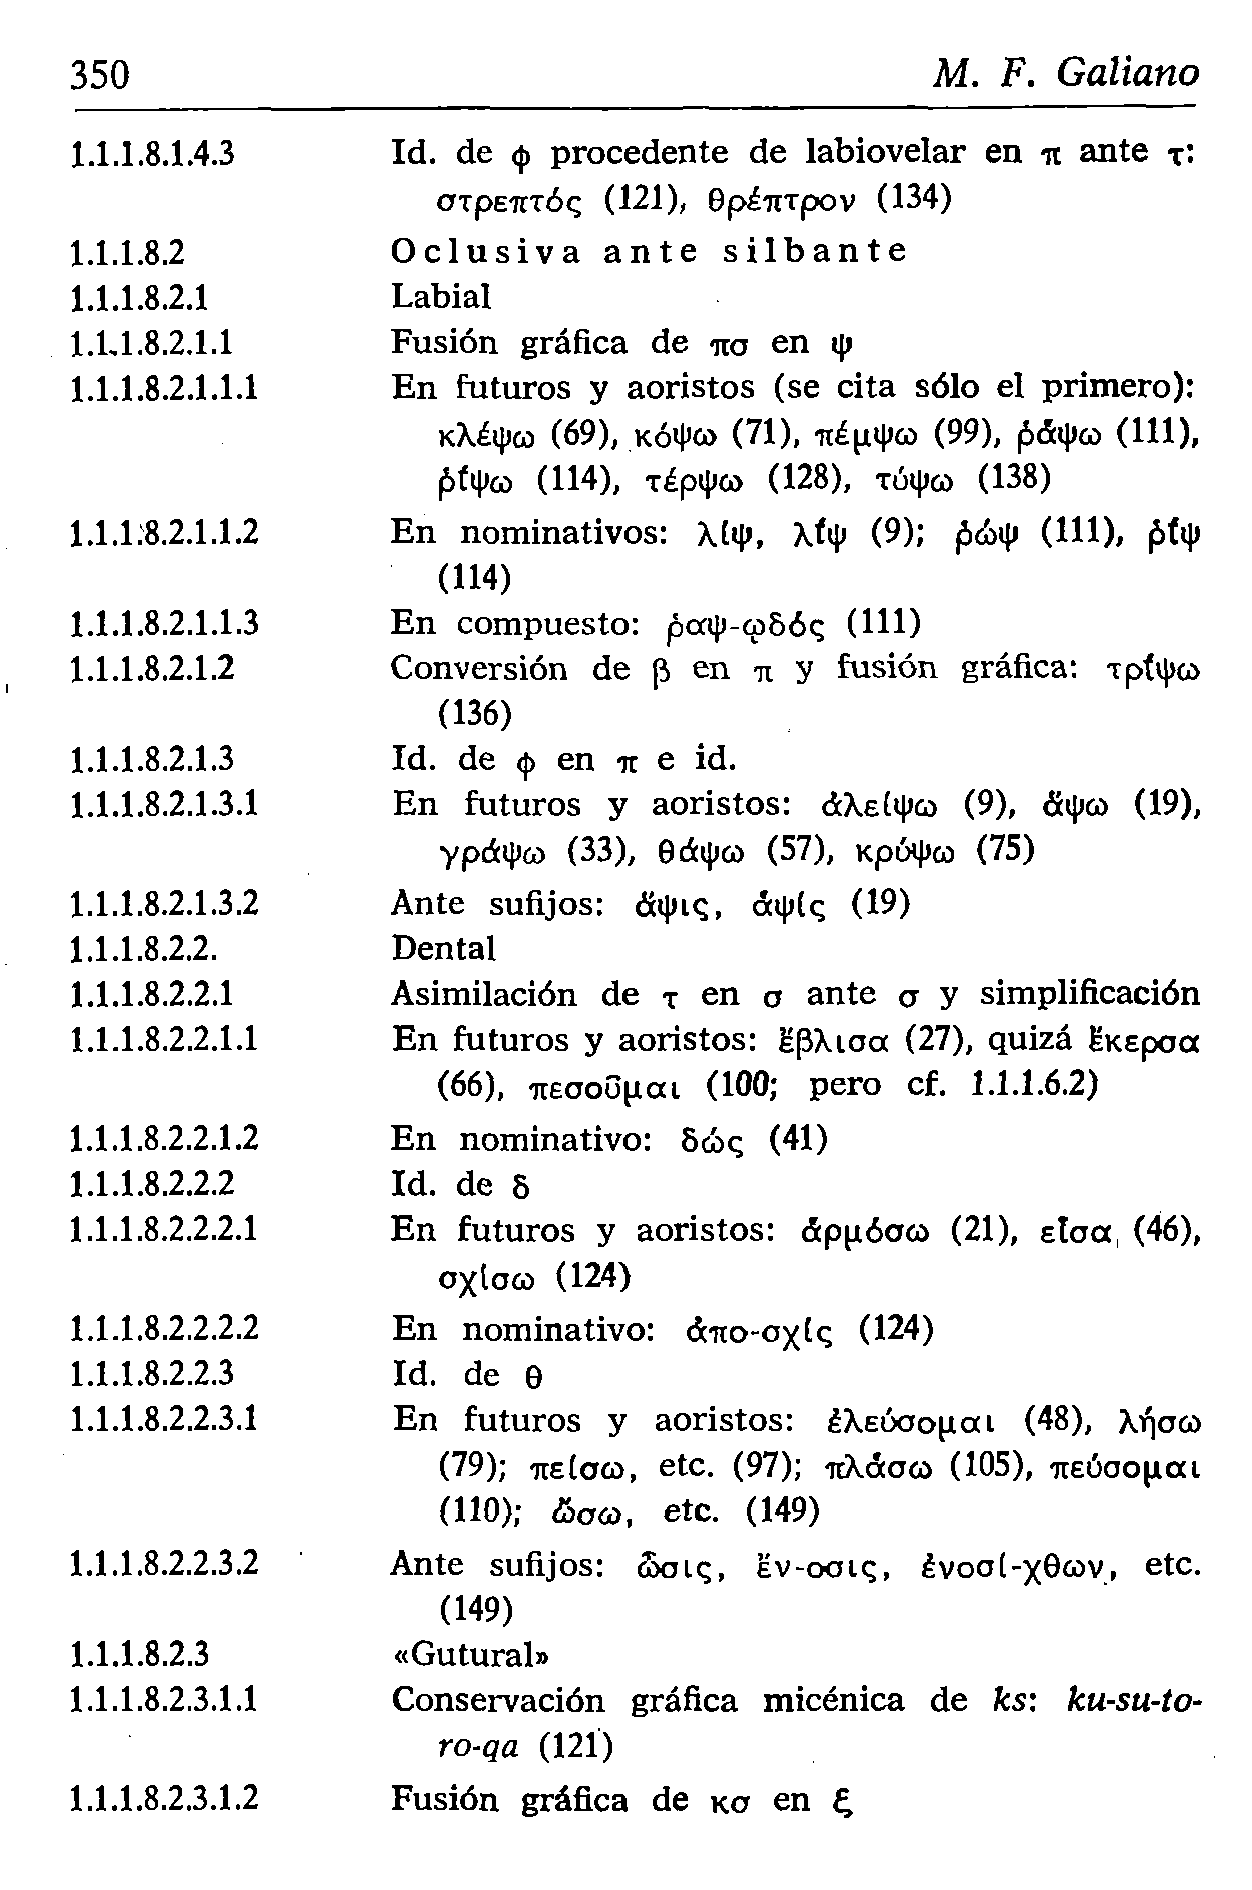 350 M. F. Galiano
1.1.1.8.1.4.3 Id. de φ procedente de labiovelar en π ante τ:
στρεπτός (121), θρέπτρον (134)
1.1.1.8.2 Oclusiva ante silbante
1.1.1.8.2.1 Labial
1.1.1.8.2.1.1 Fusión gráfica de πσ en ψ
1.1.1.8.2.1.1.1 En futuros y aoristos (se cita sólo el primero):
κλέψω (69), κόψω (71), πέμψω (99), ῥάψω (111),
ῥίψω (114), τέρψω (128), τύψω (138)
1.1.1.8.2.1.1.2 En nominativos: λίψ, λίψ (9); ῥώψ (111), ῥίψ
(114)
1.1.1.8.2.1.1.3 En compuesto: ῥαψ-ῳδός (111)
1.1.1.8.2.1.2 Conversión de β en π y fusión gráfica: τρίψω
(136)
1.1.1.8.2.1.3 Id. de φ en π e id.
1.1.1.8.2.1.3.1 En futuros y aoristos: ἀλείψω (9), ἅψω (19),
γράψω (33), θάψω (57), κρύψω (75)
1.1.1.8.2.1.3.2 Ante sufijos: ἅψις, ἁψίς (19)
1.1.1.8.2.2. Dental
1.1.1.8.2.2.1 Asimilación de τ en σ ante σ y simplificación
1.1.1.8.2.2.1.1 En futuros y aoristos: ἔβλισα (27), quizá ἔκερσα
(66), πεσοῦμαι (100; pero cf. 1.1.1.6.2)
1.1.1.8.2.2.1.2 En nominativo: δώς (41)
1.1.1.8.2.2.2 Id. de δ
1.1.1.8.2.2.2.1 En futuros y aoristos: ἁρμόσω (21), εἶσα, (46),
σχίσω (124)
1.1.1.8.2.2.2.2 En nominativo: ἀπο-σχίς (124)
1.1.1.8.2.2.3 Id. de θ
1.1.1.8.2.2.3.1 En futuros y aoristos: ἐλεύσομαι (48), λήσω
(79); πείσω, etc. (97); πλάσω (105), πεύσομαι
(110); ὤσω, etc. (149)
1.1.1.8.2.2.3.2 Ante sufijos: ὦσις, ἔν-οσις, ἐνοσί-χθων, etc.
(149)
1.1.1.8.2.3 «Gutural»
1.1.1.8.2.3.1.1 Conservación gráfica micénica de ks: ku-su-to-
ro-qa (121)
1.1.1.8.2.3.1.2 Fusión gráfica de κσ en ξ